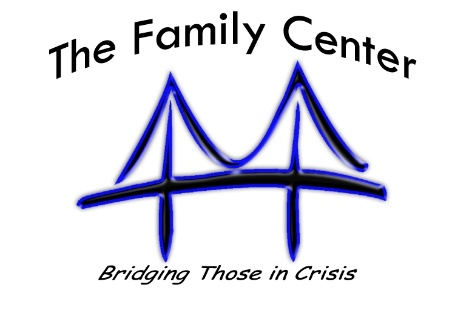 The Family Center
Bridging Those in Crisis